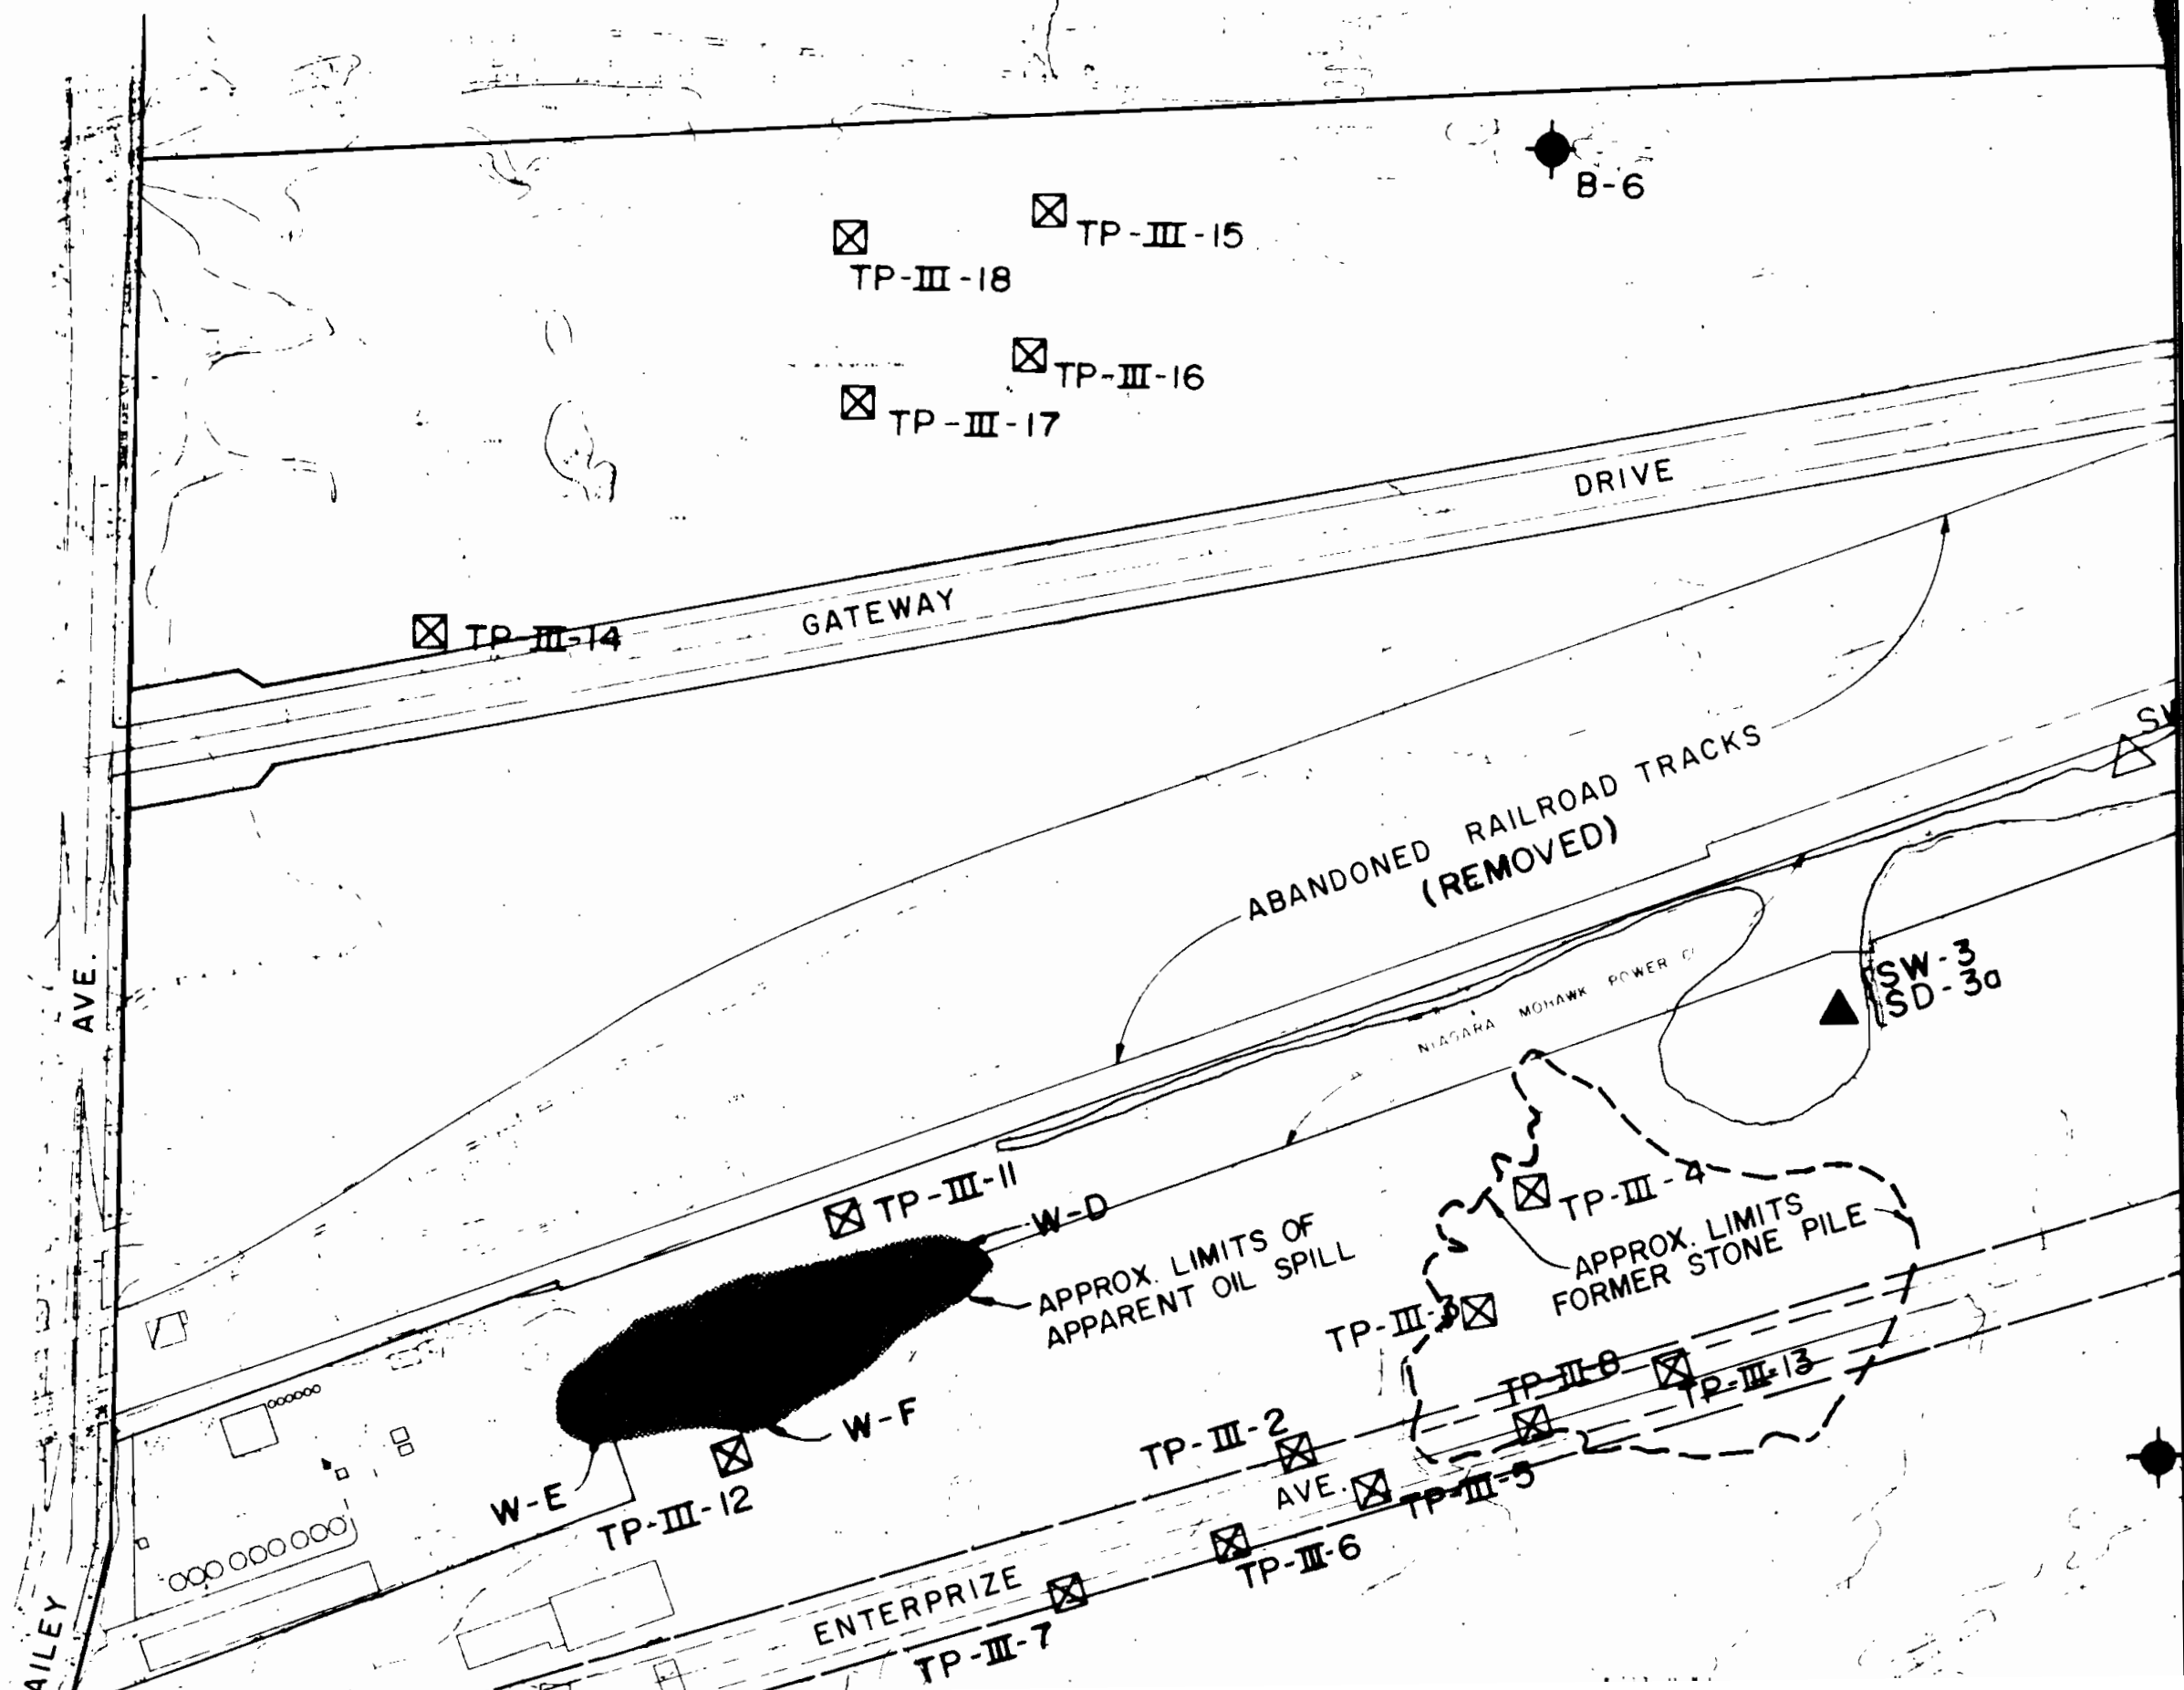 B-6
TP-III-15
TP-III-18
TP-III-16
TP-III-17
DRIVE
GATEWAY
TP-III-14
ABANDONED RAILROAD TRACKS
(REMOVED)
AVE.
NIAGARA MOHAWK POWER
SW-3
SD-3a
TP-III-11
W-D
TP-III-4
APPROX. LIMITS OF
APPARENT OIL SPILL
APPROX. LIMITS
FORMER STONE PILE
TP-III-3
TP-III-8
TP-III-13
W-F
TP-III-2
W-E
TP-III-12
AVE.
TP-III-5
TP-III-6
ENTERPRIZE
TP-III-7
AILEY